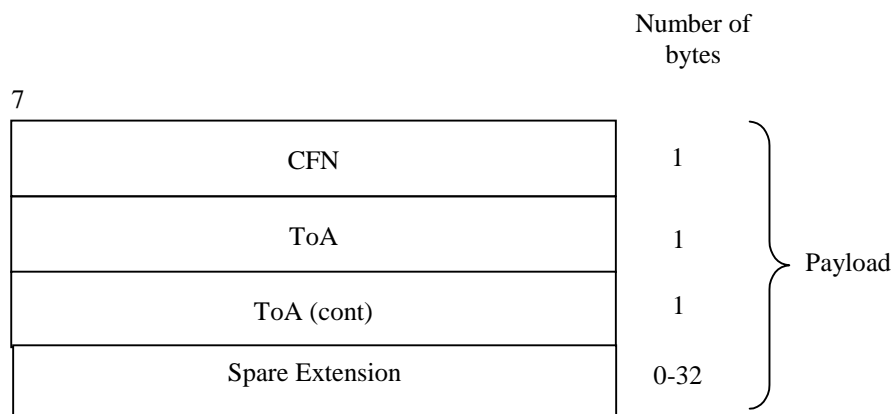 Number of
bytes
7
CFN 1
ToA 1
Payload
ToA (cont) 1
Spare Extension 0-32